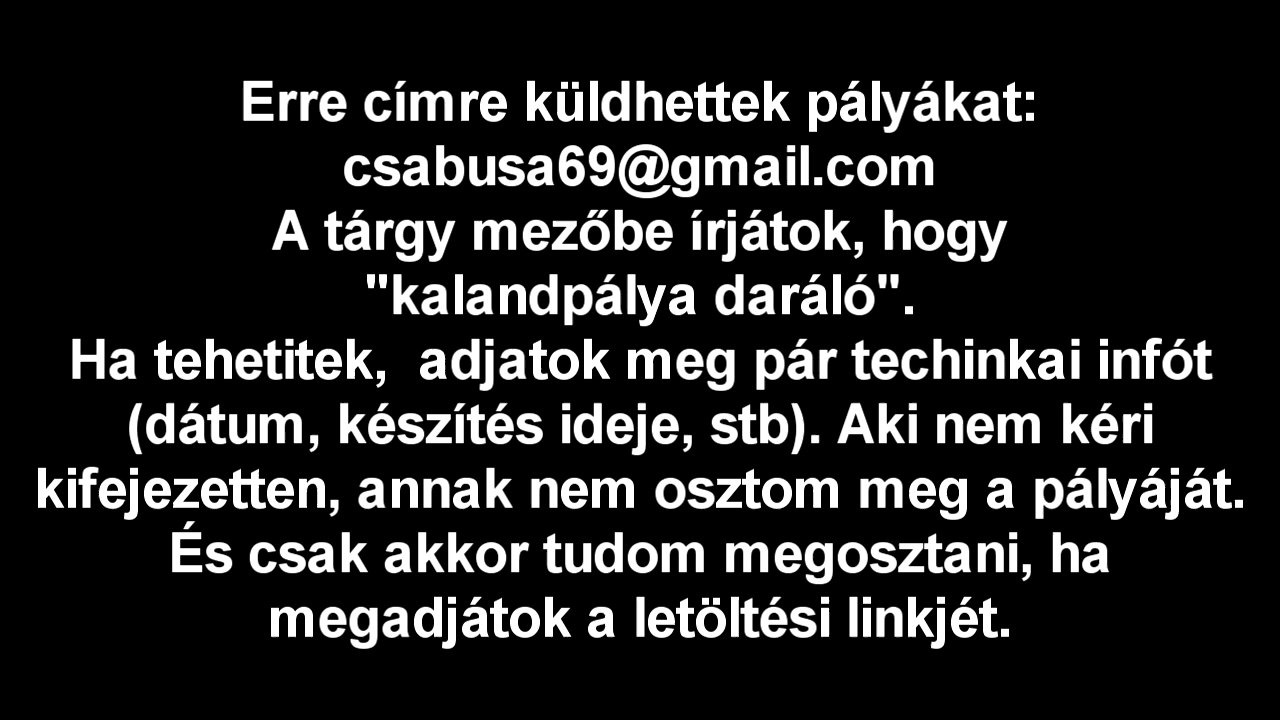 Erre címre küldhettek pályákat:
csabusa69@gmail.com
A tárgy mezőbe írjátok, hogy
"kalandpálya daráló".
Ha tehetitek,  adjatok meg pár techinkai infót
(dátum, készítés ideje, stb). Aki nem kéri
kifejezetten, annak nem osztom meg a pályáját.
És csak akkor tudom megosztani, ha
megadjátok a letöltési linkjét.